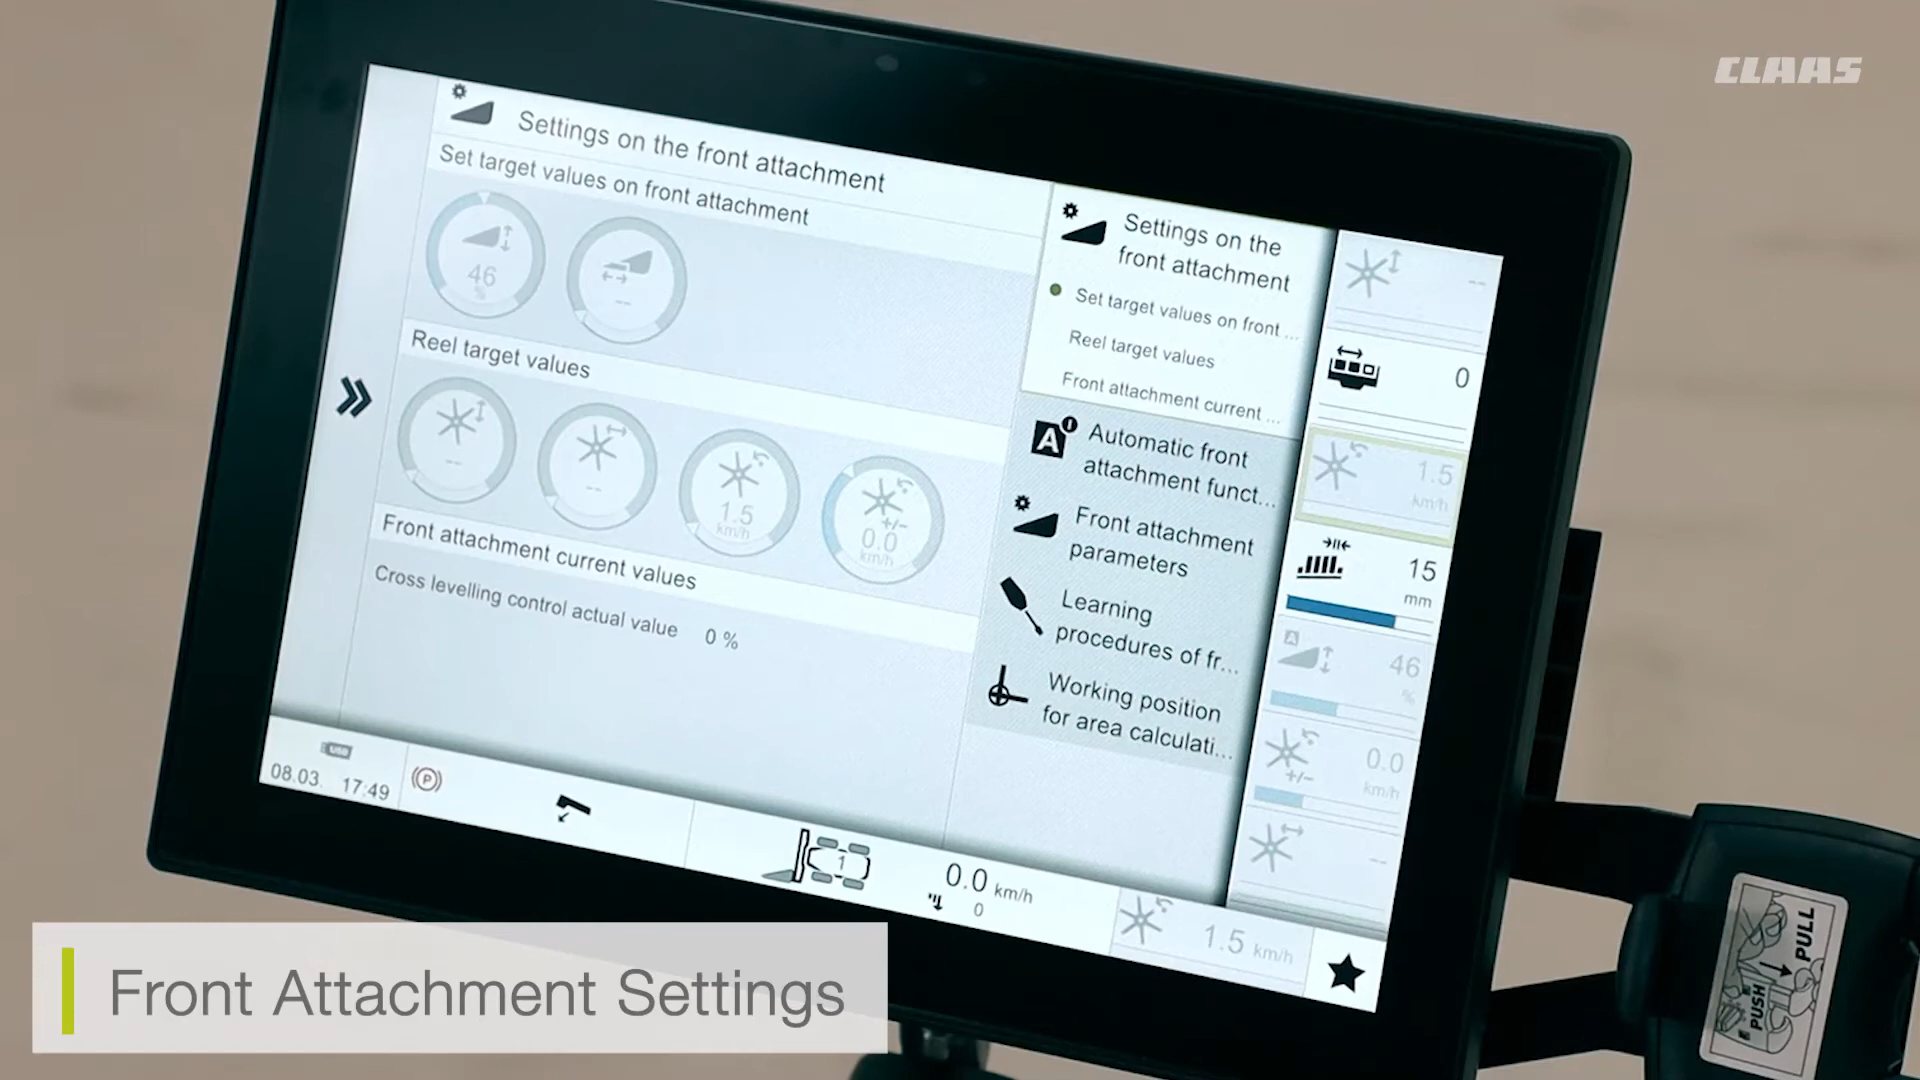 CLAAS
Settings on the front attachment
Set target values on front attachment
46
%
--
Reel target values
--
--
1.5
km/h
+/-
0.0
km/h
Front attachment current values
Cross levelling control actual value 0 %
Settings on the
front attachment
Set target values on front ...
Reel target values
Front attachment current ...
A
Automatic front
attachment funct...
Front attachment
parameters
Learning
procedures of fr...
Working position
for area calculati...
--
0
1.5
km/h
15
mm
A
46
%
+/-
0.0
km/h
--
USB
08.03. 17:49
P
1
0.0 km/h
0
1.5 km/h
PULL
PUSH
Front Attachment Settings